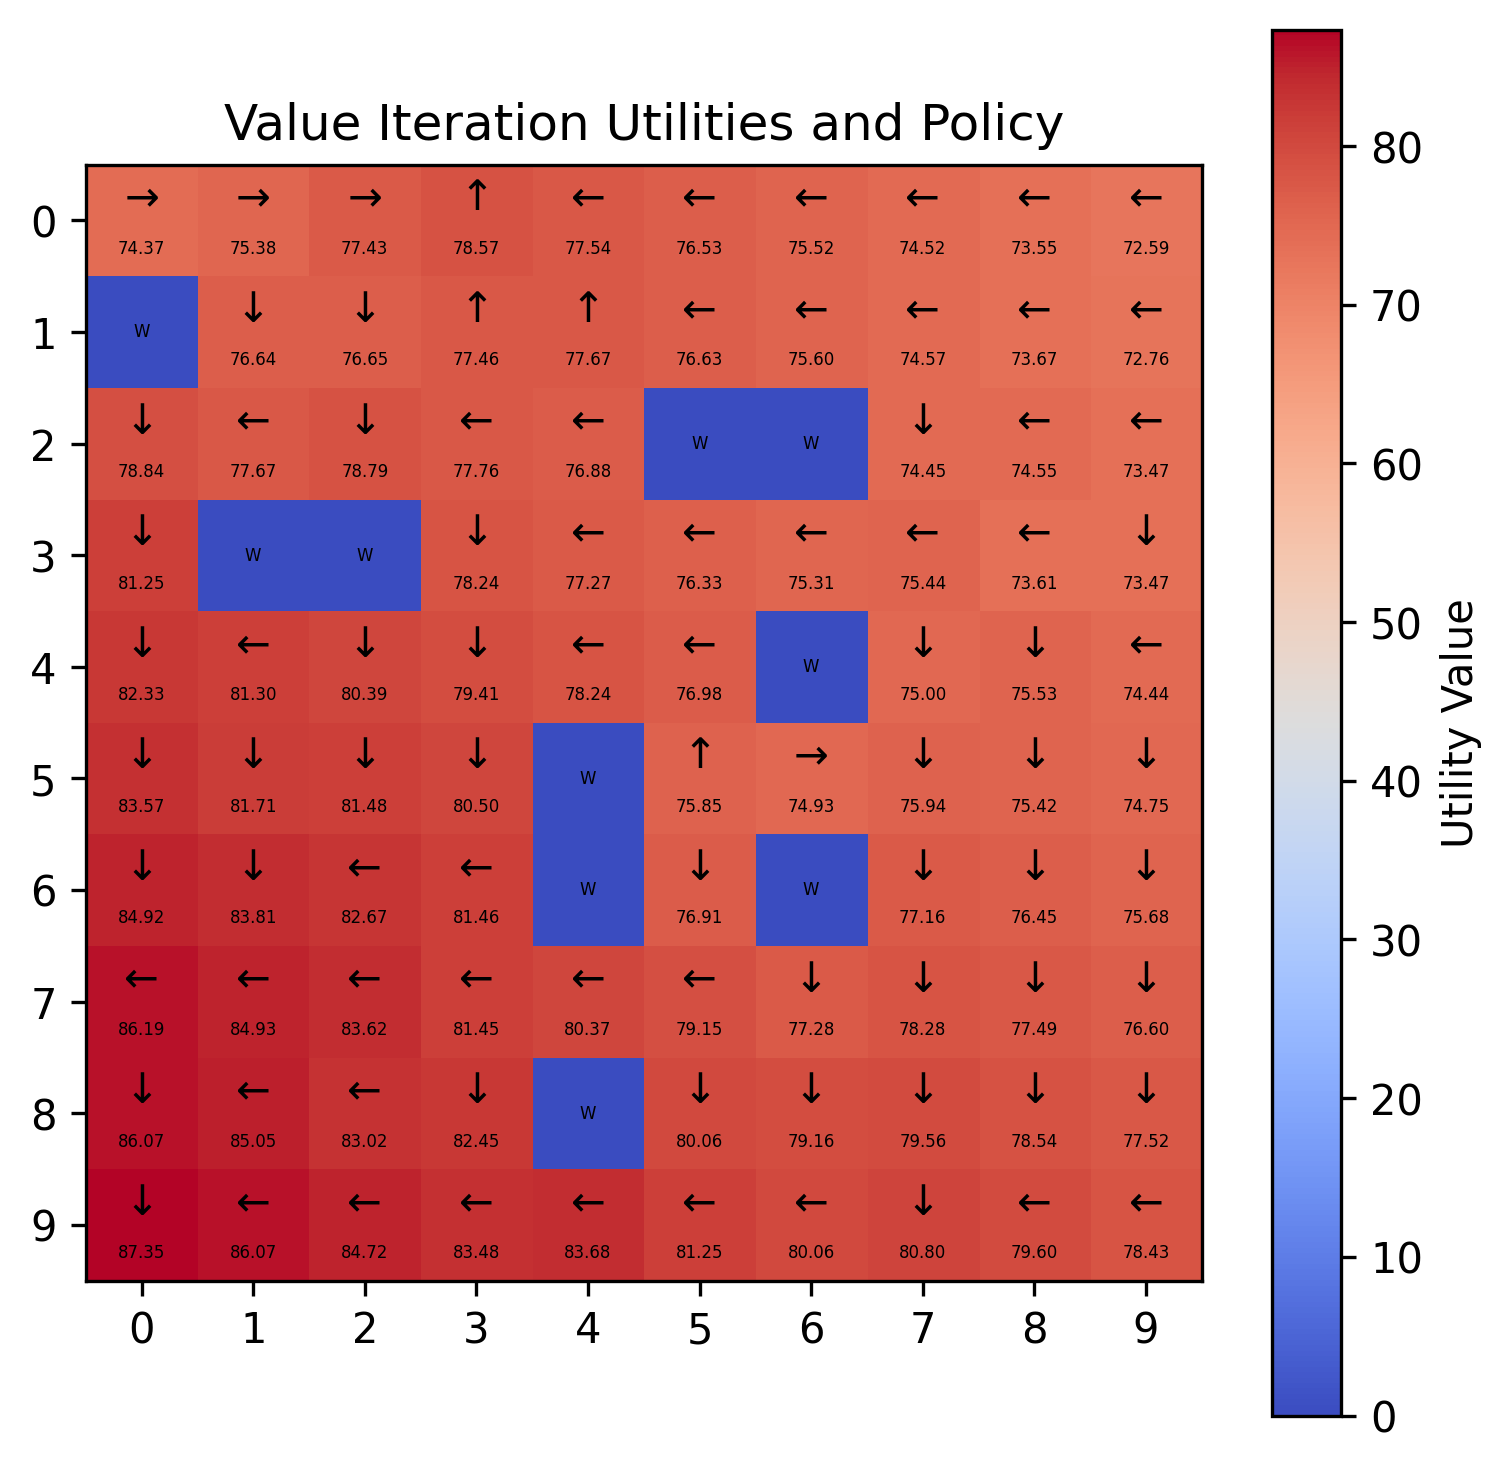 Value Iteration Utilities and Policy
0 → → → ↑ ← ← ← ← ← ←
74.37 75.38 77.43 78.57 77.54 76.53 75.52 74.52 73.55 72.59
1 W ↓ ↓ ↑ ↑ ← ← ← ← ←
76.64 76.65 77.46 77.67 76.63 75.60 74.57 73.67 72.76
2 ↓ ← ↓ ← ← W W ↓ ← ←
78.84 77.67 78.79 77.76 76.88 74.45 74.55 73.47
3 ↓ W W ↓ ← ← ← ← ← ↓
81.25 78.24 77.27 76.33 75.31 75.44 73.61 73.47
4 ↓ ← ↓ ↓ ← ← W ↓ ↓ ←
82.33 81.30 80.39 79.41 78.24 76.98 75.00 75.53 74.44
5 ↓ ↓ ↓ ↓ W ↑ → ↓ ↓ ↓
83.57 81.71 81.48 80.50 75.85 74.93 75.94 75.42 74.75
6 ↓ ↓ ← ← W ↓ W ↓ ↓ ↓
84.92 83.81 82.67 81.46 76.91 77.16 76.45 75.68
7 ← ← ← ← ← ← ↓ ↓ ↓ ↓
86.19 84.93 83.62 81.45 80.37 79.15 77.28 78.28 77.49 76.60
8 ↓ ← ← ↓ W ↓ ↓ ↓ ↓ ↓
86.07 85.05 83.02 82.45 80.06 79.16 79.56 78.54 77.52
9 ↓ ← ← ← ← ← ← ↓ ← ←
87.35 86.07 84.72 83.48 83.68 81.25 80.06 80.80 79.60 78.43
0 1 2 3 4 5 6 7 8 9
80
70
60
50
40
30
20
10
0
Utility Value